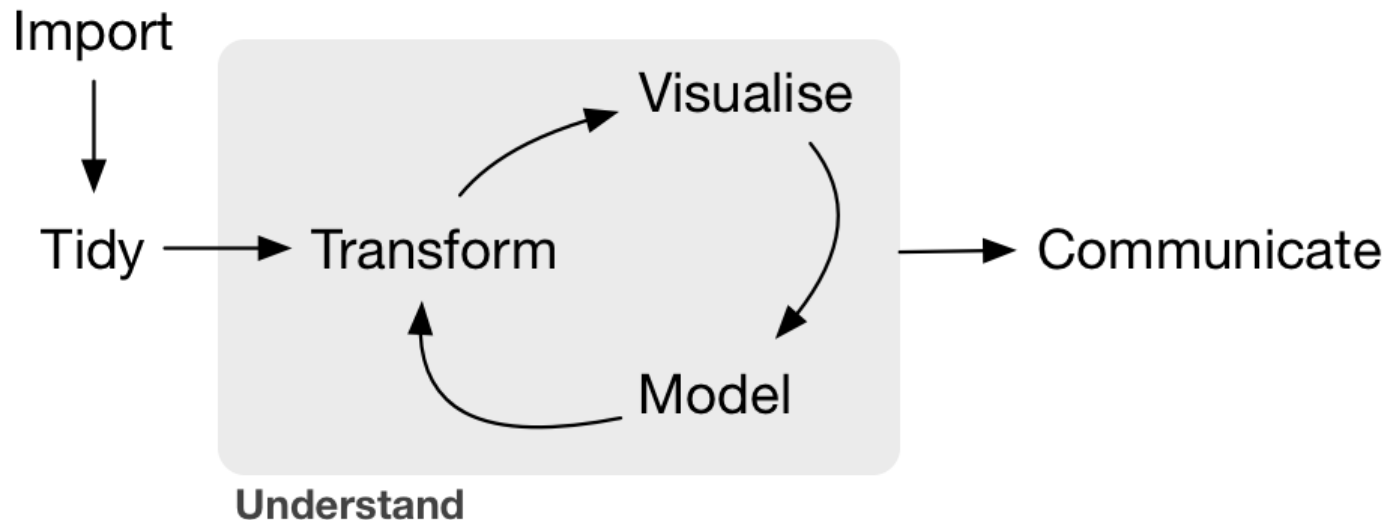 Import
Tidy
Transform
Visualise
Model
Communicate
Understand